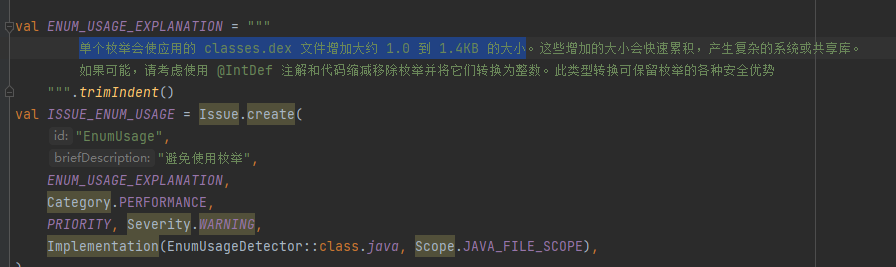 val ENUM_USAGE_EXPLANATION = """
单个枚举会使应用的 classes.dex 文件增加大约 1.0 到 1.4KB 的大小。这些增加的大小会快速累积，产生复杂的系统或共享库。
如果可能，请考虑使用 @IntDef 注解和代码缩减移除枚举并将它们转换为整数。此类型转换可保留枚举的各种安全优势
""".trimIndent()
val ISSUE_ENUM_USAGE = Issue.create(
id: "EnumUsage",
briefDescription: "避免使用枚举",
ENUM_USAGE_EXPLANATION,
Category.PERFORMANCE,
PRIORITY, Severity.WARNING,
Implementation(EnumUsageDetector::class.java, Scope.JAVA_FILE_SCOPE),
)